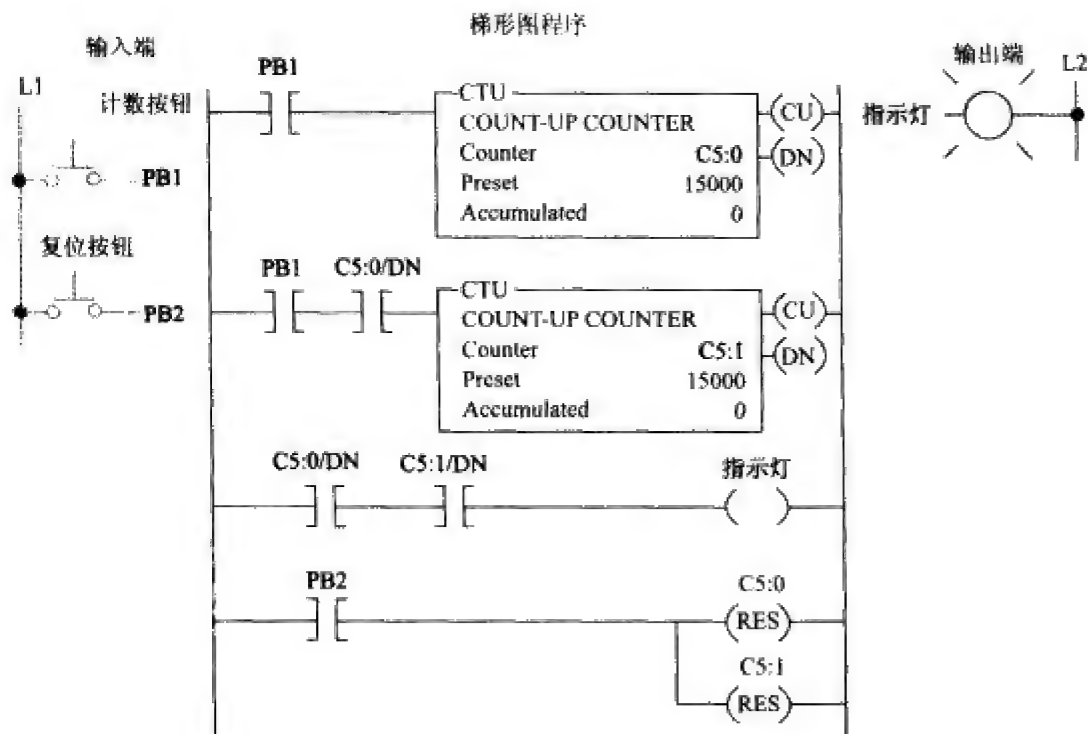 梯形图程序
输入端
输出端
L1
L2
计数按钮
PB1
CTU
COUNT-UP COUNTER
Counter C5:0
Preset 15000
Accumulated 0
CU
DN
指示灯
PB1
复位按钮
PB2
PB1 C5:0/DN
CTU
COUNT-UP COUNTER
Counter C5:1
Preset 15000
Accumulated 0
CU
DN
C5:0/DN C5:1/DN 指示灯
PB2 C5:0
RES
C5:1
RES